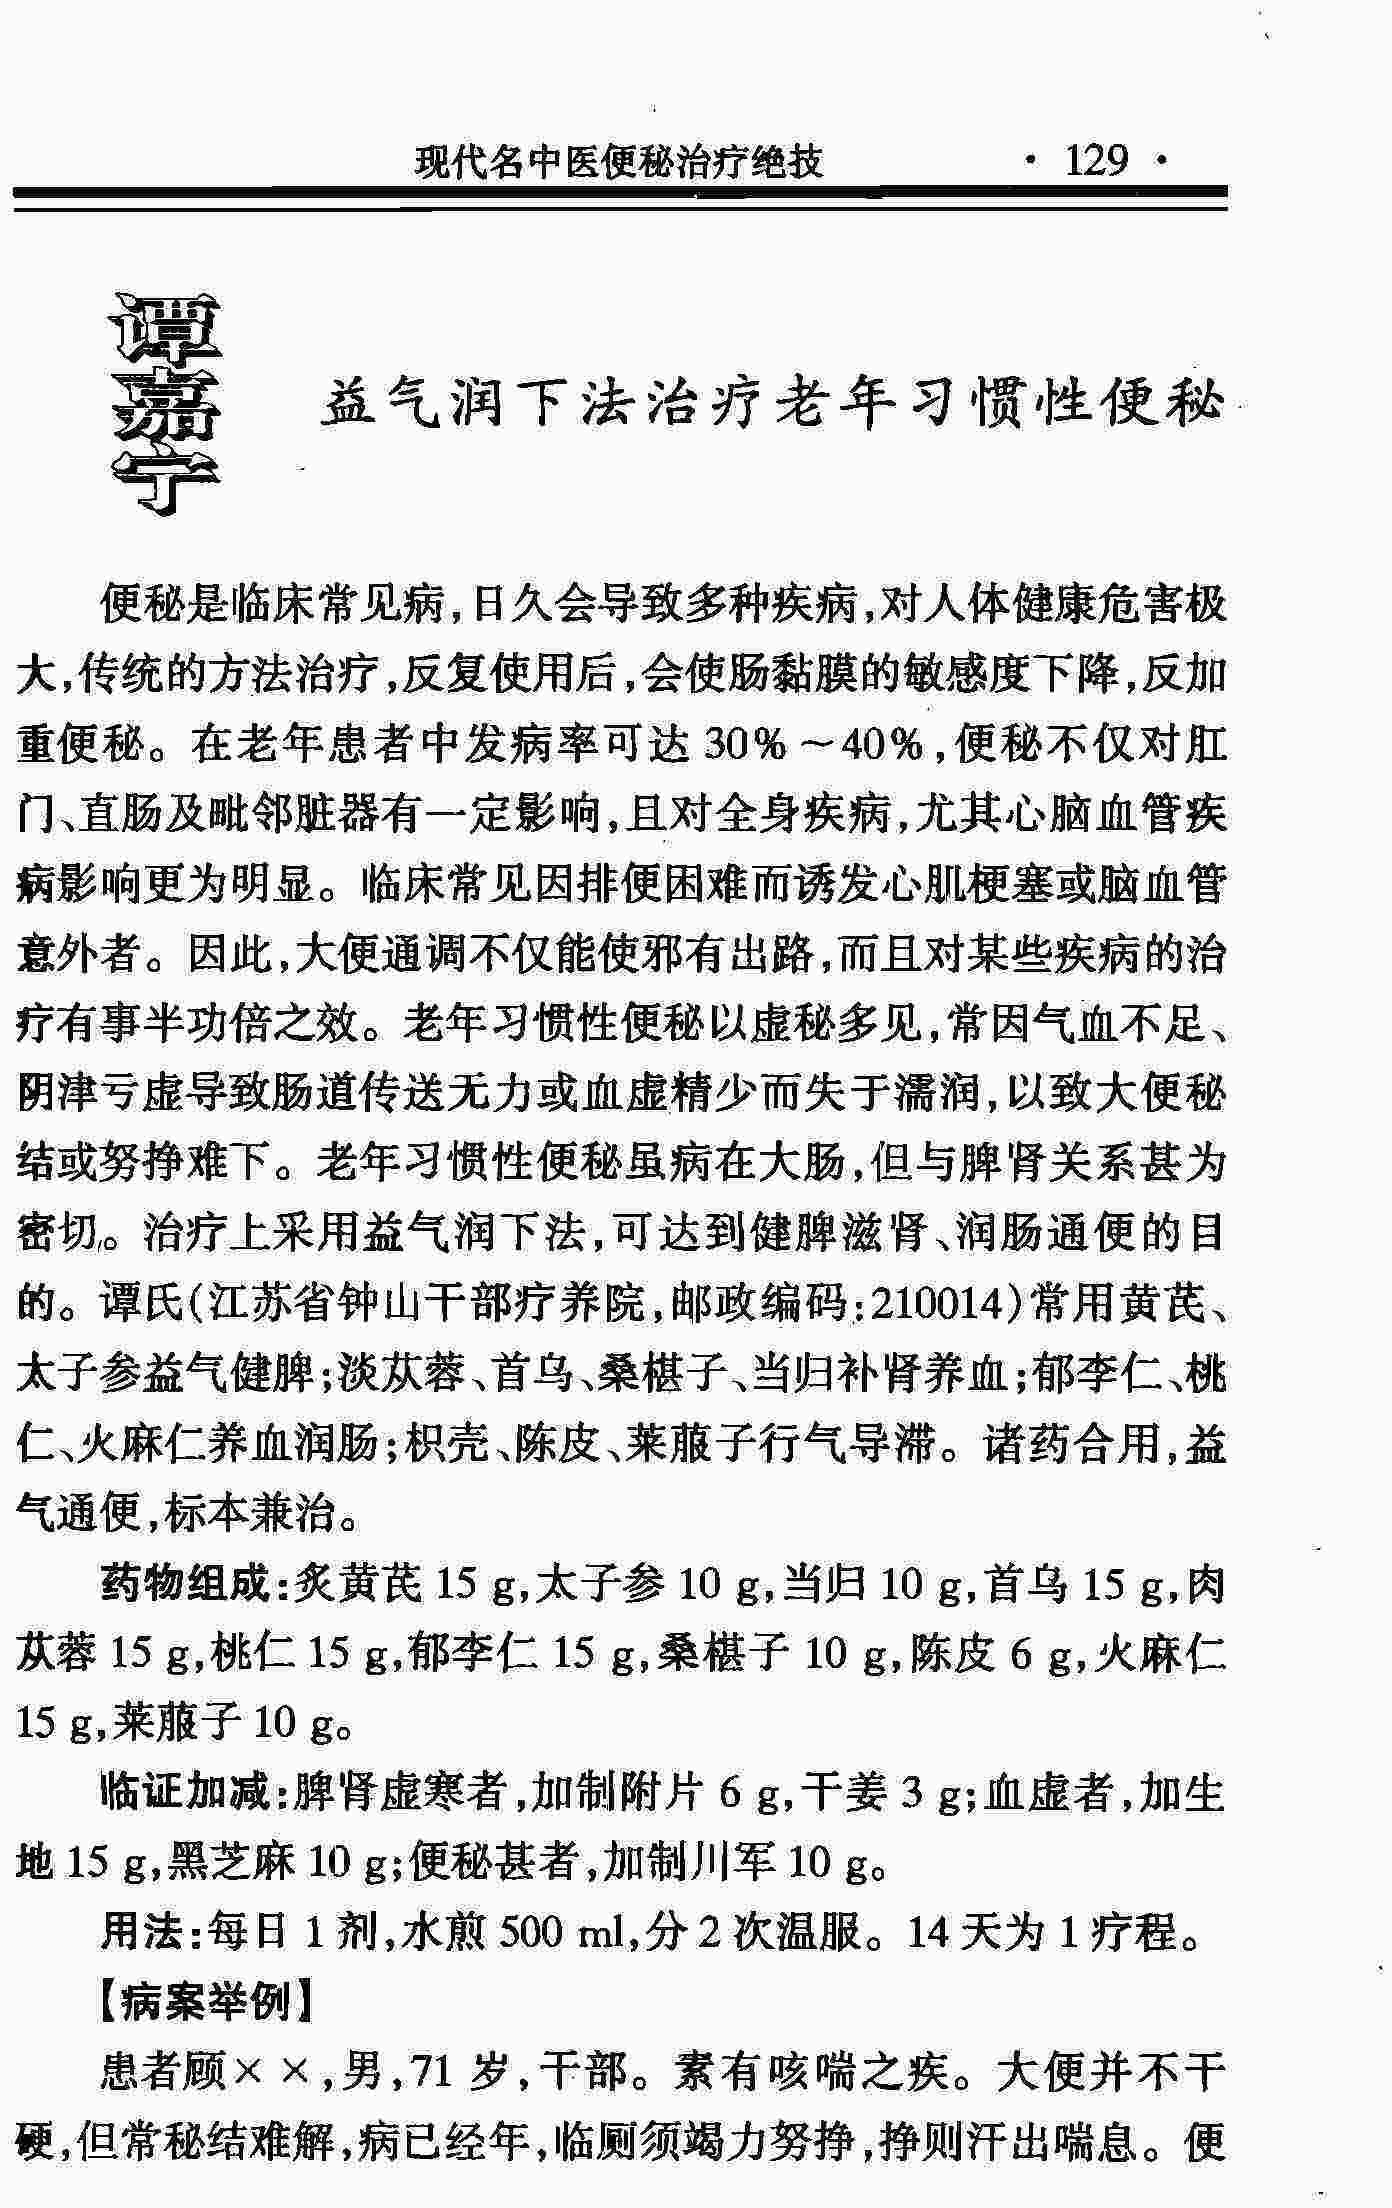 现代名中医便秘治疗绝技 · 129 ·
谭嘉宁
益气润下法治疗老年习惯性便秘
便秘是临床常见病,日久会导致多种疾病,对人体健康危害极
大,传统的方法治疗,反复使用后,会使肠黏膜的敏感度下降,反加
重便秘。在老年患者中发病率可达 30%～40%,便秘不仅对肛
门、直肠及毗邻脏器有一定影响,且对全身疾病,尤其心脑血管疾
病影响更为明显。临床常见因排便困难而诱发心肌梗塞或脑血管
意外者。因此,大便通调不仅能使邪有出路,而且对某些疾病的治
疗有事半功倍之效。老年习惯性便秘以虚秘多见,常因气血不足、
阴津亏虚导致肠道传送无力或血虚精少而失于濡润,以致大便秘
结或努挣难下。老年习惯性便秘虽病在大肠,但与脾肾关系甚为
密切。治疗上采用益气润下法,可达到健脾滋肾、润肠通便的目
的。谭氏(江苏省钟山干部疗养院,邮政编码:210014)常用黄芪、
太子参益气健脾;淡苁蓉、首乌、桑椹子、当归补肾养血;郁李仁、桃
仁、火麻仁养血润肠;枳壳、陈皮、莱菔子行气导滞。诸药合用,益
气通便,标本兼治。
药物组成:炙黄芪 15 g,太子参 10 g,当归 10 g,首乌 15 g,肉
苁蓉 15 g,桃仁 15 g,郁李仁 15 g,桑椹子 10 g,陈皮 6 g,火麻仁
15 g,莱菔子 10 g。
临证加减:脾肾虚寒者,加制附片 6 g,干姜 3 g;血虚者,加生
地 15 g,黑芝麻 10 g;便秘甚者,加制川军 10 g。
用法:每日 1 剂,水煎 500 ml,分 2 次温服。14 天为 1 疗程。
【病案举例】
患者顾××,男,71 岁,干部。素有咳喘之疾。大便并不干
硬,但常秘结难解,病已经年,临厕须竭力努挣,挣则汗出喘息。便